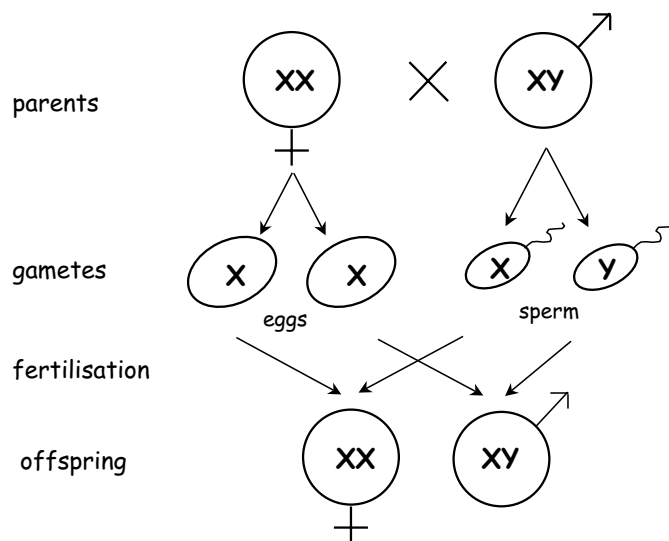 parents
XX
XY
gametes
X
X
X
Y
eggs
sperm
fertilisation
offspring
XX
XY